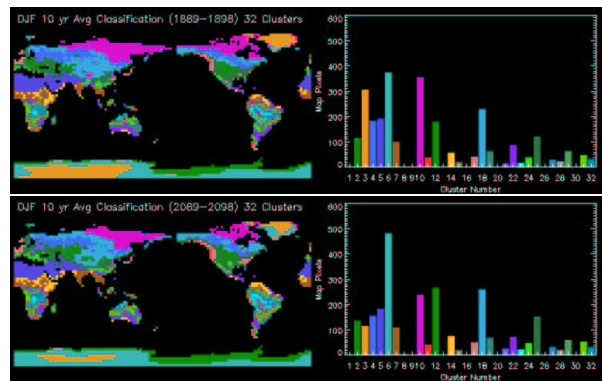 DJF 10 yr Avg Classification (1889-1898) 32 Clusters
600
500
400
300
200
100
0
Map Pixels
1 2 3 4 5 6 7 8 910 12 14 16 18 20 22 24 26 28 30 32
Cluster Number
DJF 10 yr Avg Classification (2089-2098) 32 Clusters
600
500
400
300
200
100
0
Map Pixels
1 2 3 4 5 6 7 8 910 12 14 16 18 20 22 24 26 28 30 32
Cluster Number